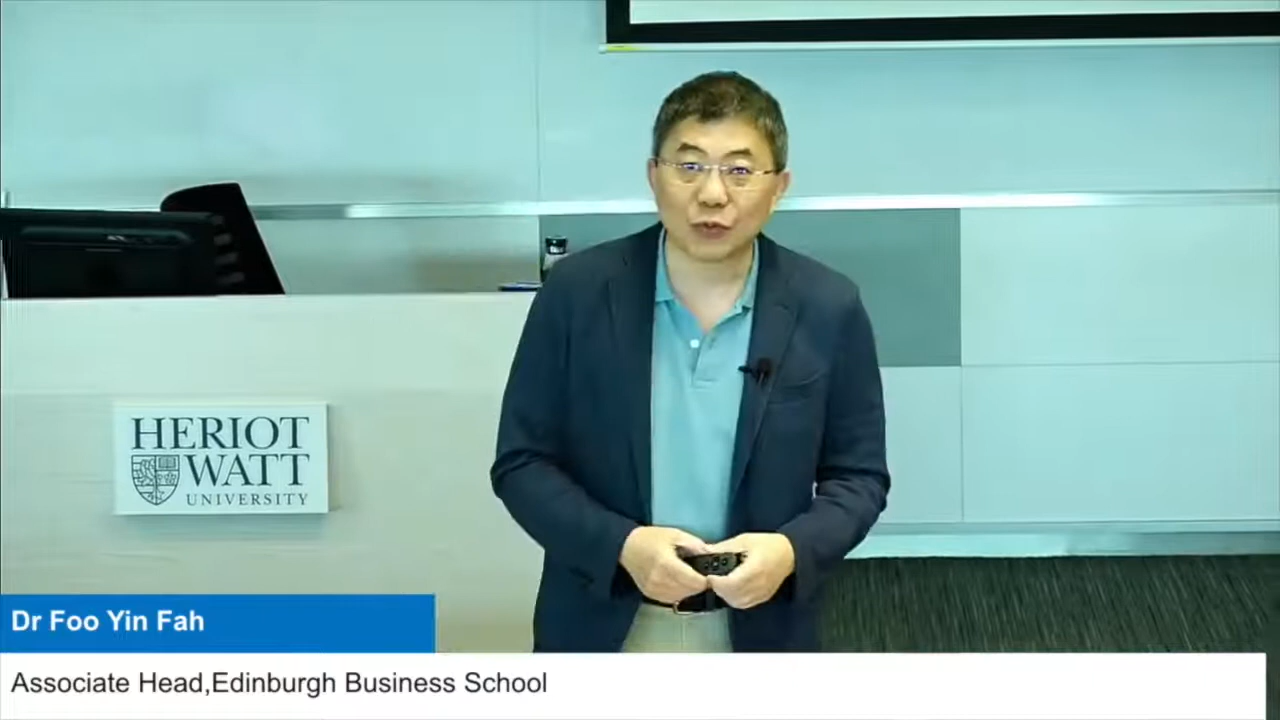 HERIOT
WATT
UNIVERSITY
Dr Foo Yin Fah
Associate Head,Edinburgh Business School